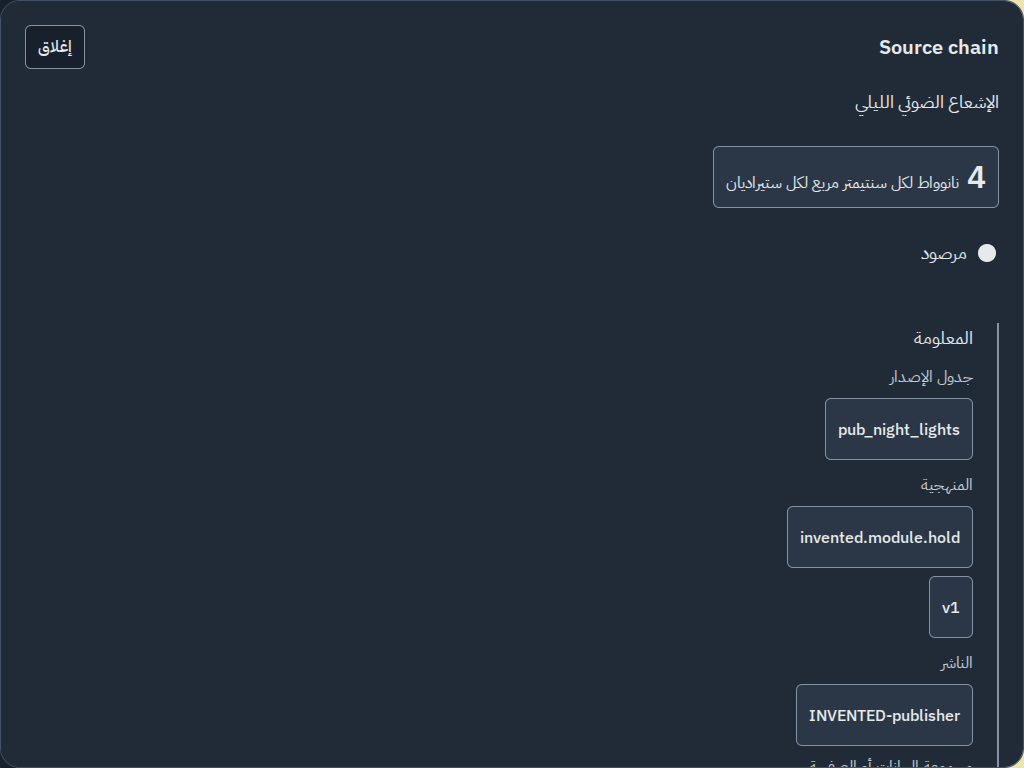 Source chain
إغلاق
الإشعاع الضوئي الليلي
4 نانوواط لكل سنتيمتر مربع لكل ستيراديان
مرصود
المعلومة
جدول الإصدار
pub_night_lights
المنهجية
invented.module.hold
v1
الناشر
INVENTED-publisher